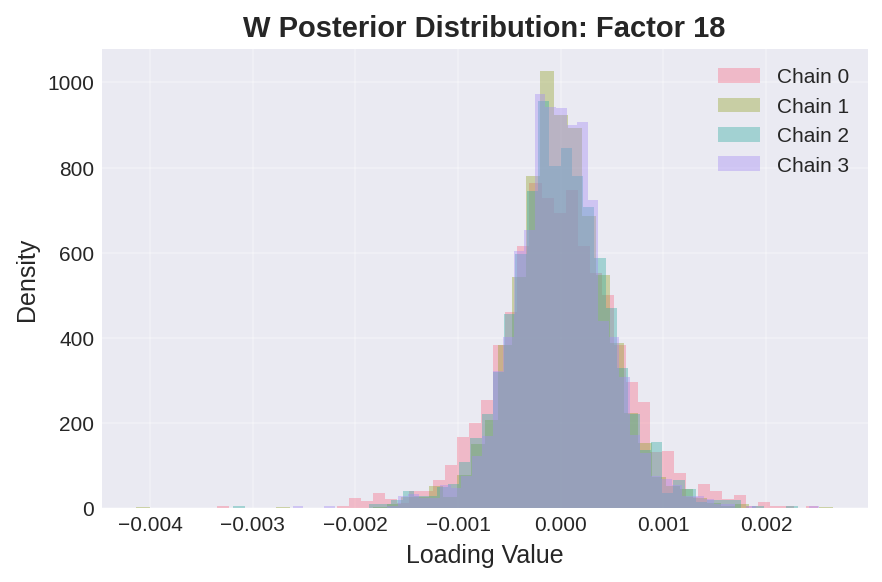 W Posterior Distribution: Factor 18
Chain 0
Chain 1
Chain 2
Chain 3
Density
1000
800
600
400
200
0
−0.004
−0.003
−0.002
−0.001
0.000
0.001
0.002
Loading Value